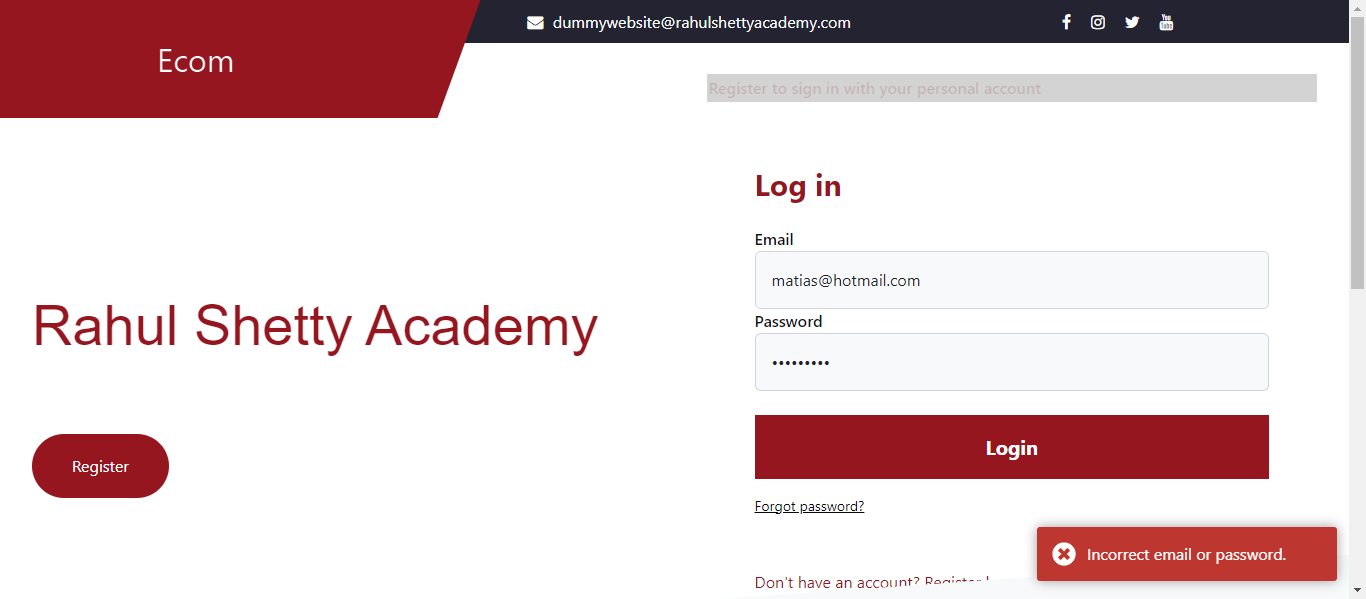 dummywebsite@rahulshettyacademy.com
Ecom
Register to sign in with your personal account
Log in
Email
matias@hotmail.com
Password
•••••••••
Rahul Shetty Academy
Login
Register
Forgot password?
Incorrect email or password.
Don't have an account? Register